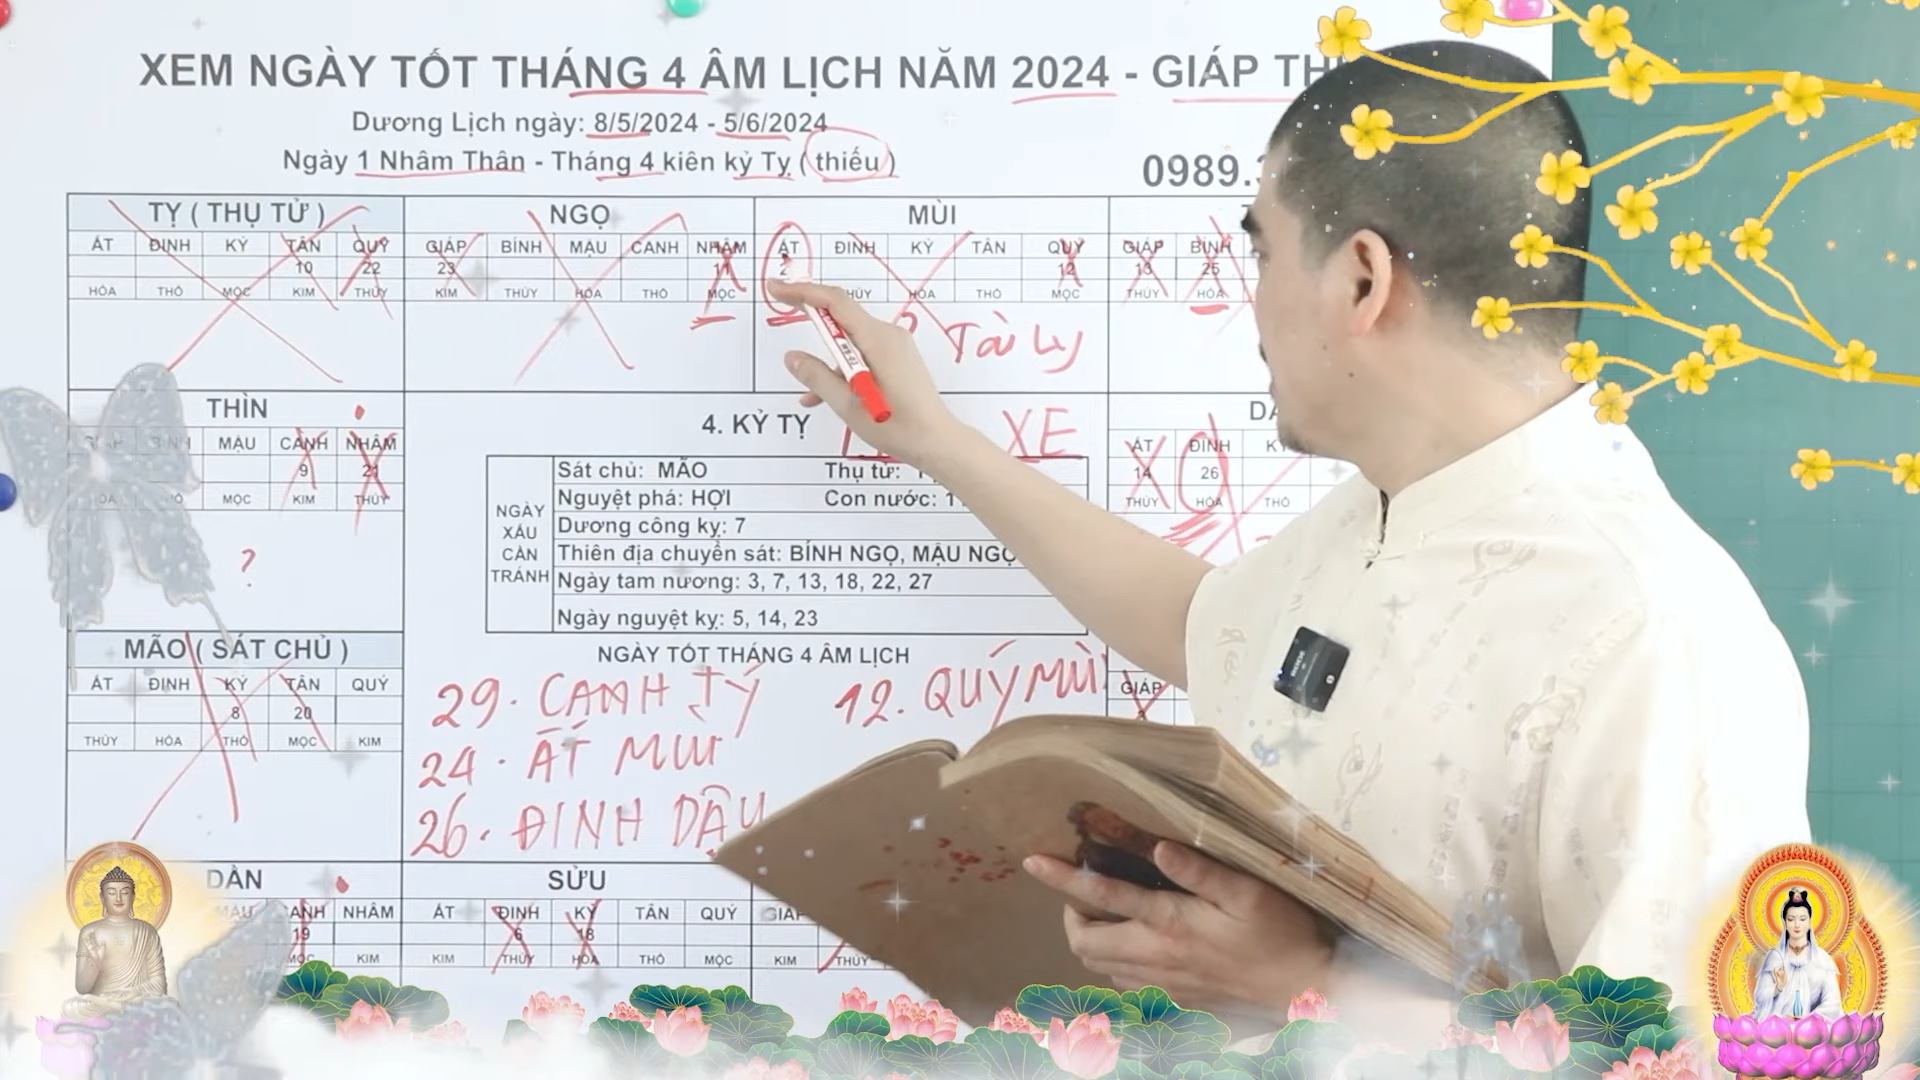 XEM NGÀY TỐT THÁNG 4 ÂM LỊCH NĂM 2024 - GIÁP
Dương Lịch ngày: 8/5/2024 - 5/6/2024
Ngày 1 Nhâm Thân - Tháng 4 kiên kỷ Tỵ ( thiếu )
0989.
TỴ ( THỤ TỬ )
ẤT ĐINH KỶ TÂN QUÝ
10 22
HỎA THỔ MỘC KIM THỦY
NGỌ
GIÁP BÍNH MẬU CANH NHÂM
23 11
KIM THỦY HỎA THỔ MỘC
MÙI
ẤT ĐINH KỶ TÂN QUÝ
12
THỦY HỎA THỔ MỘC
GIÁP BÍNH
13 25
THỦY HỎA
XE
THÌN
MẬU CANH NHÂM
9 21
MỘC KIM THỦY
?
4. KỶ TỴ
NGÀY XẤU CẦN TRÁNH
Sát chủ: MÃO Thụ tử:
Nguyệt phá: HỢI Con nước:
Dương công kỵ: 7
Thiên địa chuyển sát: BÍNH NGỌ, MẬU NGỌ
Ngày tam nương: 3, 7, 13, 18, 22, 27
Ngày nguyệt kỵ: 5, 14, 23
ẤT ĐINH
14 26
THỦY HỎA THỔ
MÃO ( SÁT CHỦ )
ẤT ĐINH KỶ TÂN QUÝ
8 20
THỦY HỎA THỔ MỘC KIM
NGÀY TỐT THÁNG 4 ÂM LỊCH
29. CANH TÝ 12. QUÝ MÙI
24. ẤT MÙI
26. ĐINH DẬU
GIÁP
DẦN
MẬU CANH NHÂM
19
MỘC KIM
SỬU
ẤT ĐINH KỶ TÂN QUÝ
6 18
KIM THỦY HỎA THỔ MỘC
GIÁP
KIM THỦY